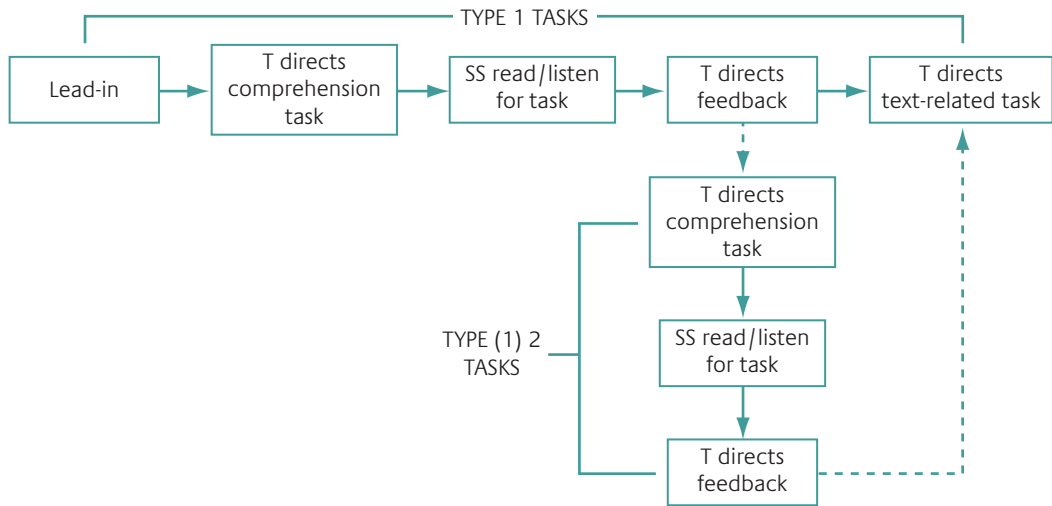 TYPE 1 TASKS
Lead-in
T directs
comprehension
task
SS read/listen
for task
T directs
feedback
T directs
text-related task
T directs
comprehension
task
TYPE (1) 2
TASKS
SS read/listen
for task
T directs
feedback